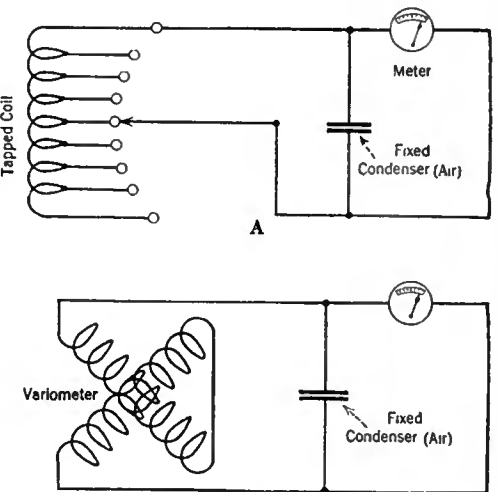 Tapped Coil
Meter
Fixed
Condenser (Air)
A
Variometer
Fixed
Condenser (Air)